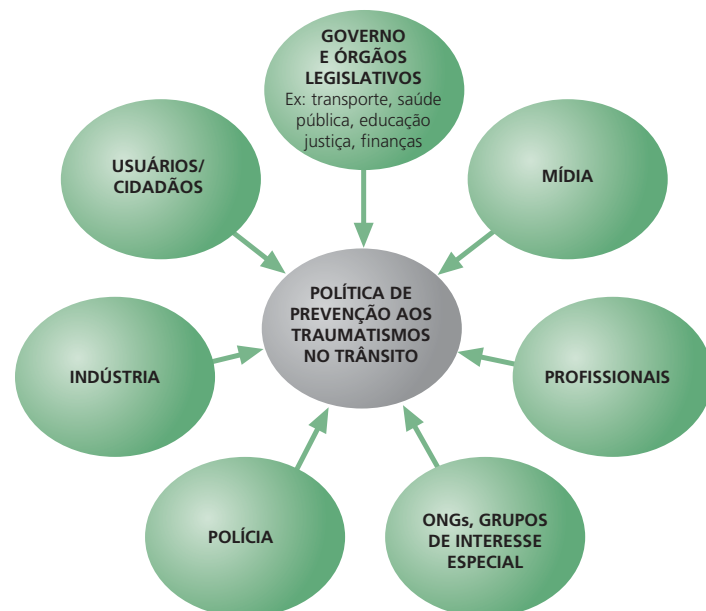 GOVERNO
E ÓRGÃOS
LEGISLATIVOS
Ex: transporte, saúde
pública, educação
justiça, finanças
USUÁRIOS/
CIDADÃOS
MÍDIA
POLÍTICA DE
PREVENÇÃO AOS
TRAUMATISMOS
NO TRÂNSITO
INDÚSTRIA
PROFISSIONAIS
POLÍCIA
ONGs, GRUPOS
DE INTERESSE
ESPECIAL